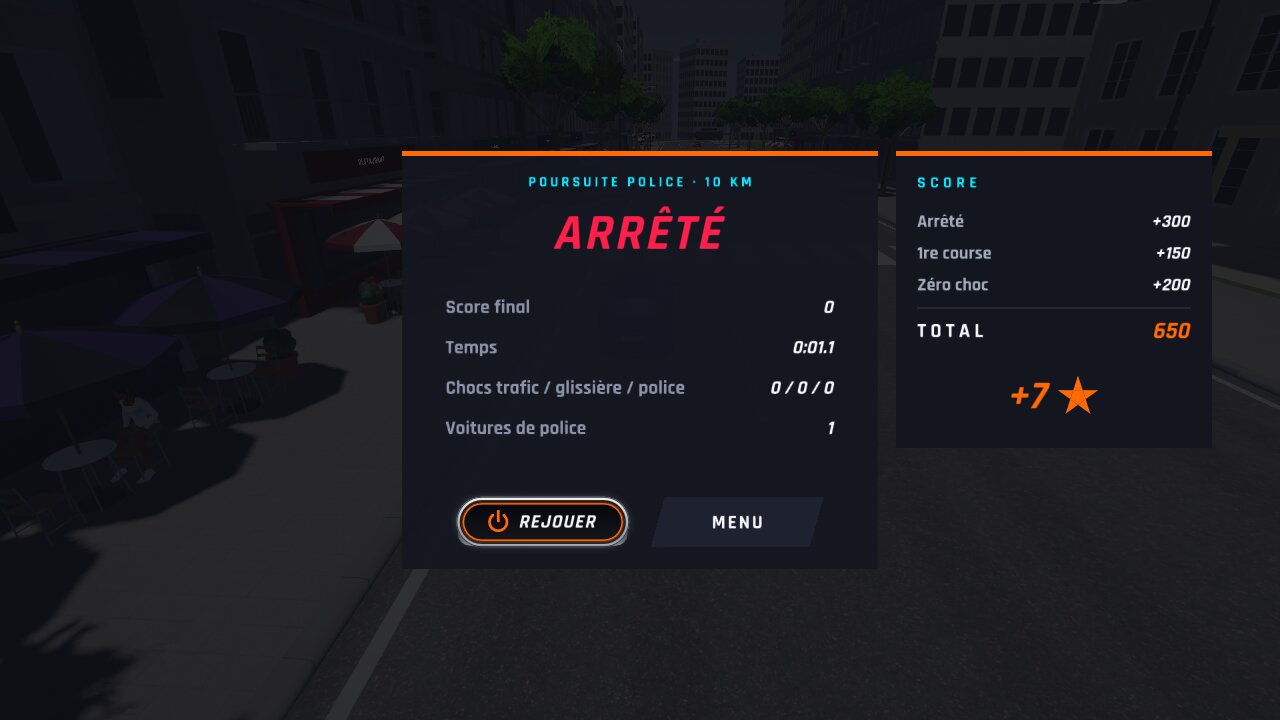 POURSUITE POLICE · 10 KM
ARRÊTÉ
Score final 0
Temps 0:01.1
Chocs trafic / glissière / police 0 / 0 / 0
Voitures de police 1
REJOUER
MENU
SCORE
Arrêté +300
1re course +150
Zéro choc +200
TOTAL 650
+7